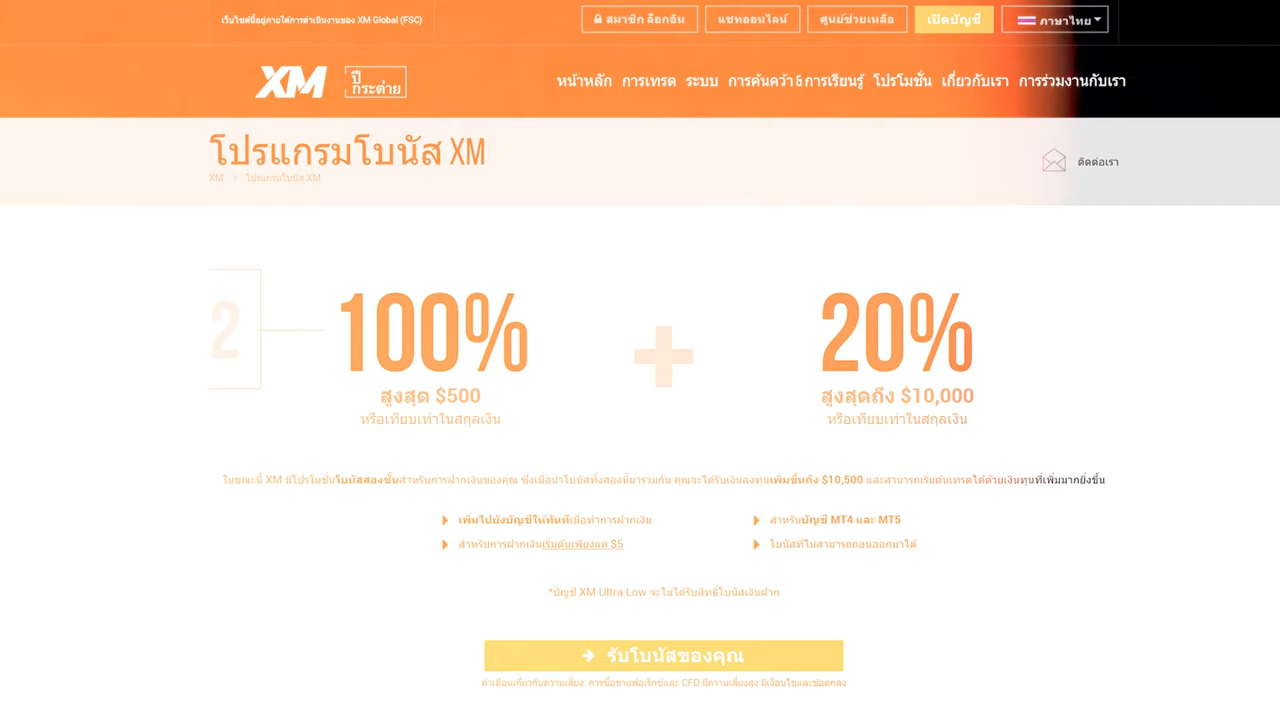 เว็บไซต์นี้อยู่ภายใต้การดำเนินงานของ XM Global (FSC)
สมาชิก ล็อกอิน
แชทออนไลน์
ศูนย์ช่วยเหลือ
เปิดบัญชี
ภาษาไทย
XM
ปี
กระต่าย
หน้าหลัก การเทรด ระบบ การค้นคว้า & การเรียนรู้ โปรโมชั่น เกี่ยวกับเรา การร่วมงานกับเรา
โปรแกรมโบนัส XM
XM > โปรแกรมโบนัส XM
ติดต่อเรา
2
100%
สูงสุด $500
หรือเทียบเท่าในสกุลเงิน
+
20%
สูงสุดถึง $10,000
หรือเทียบเท่าในสกุลเงิน
ในขณะนี้ XM มีโปรโมชั่นโบนัสสองชั้นสำหรับการฝากเงินของคุณ ซึ่งเมื่อนำโบนัสทั้งสองนี้มารวมกัน คุณจะได้รับเงินลงทุนเพิ่มขึ้นถึง $10,500 และสามารถเริ่มต้นเทรดได้ด้วยเงินทุนที่เพิ่มมากยิ่งขึ้น
เพิ่มไปยังบัญชีให้ทันทีเมื่อทำการฝากเงิน
สำหรับบัญชี MT4 และ MT5
สำหรับการฝากเงินเริ่มต้นเพียงแค่ $5
โบนัสที่ไม่สามารถถอนออกมาได้
*บัญชี XM Ultra Low จะไม่ได้รับสิทธิ์โบนัสเงินฝาก
รับโบนัสของคุณ
คำเตือนเกี่ยวกับความเสี่ยง: การซื้อขายฟอเร็กซ์และ CFD มีความเสี่ยงสูง มีเงื่อนไขและข้อตกลง